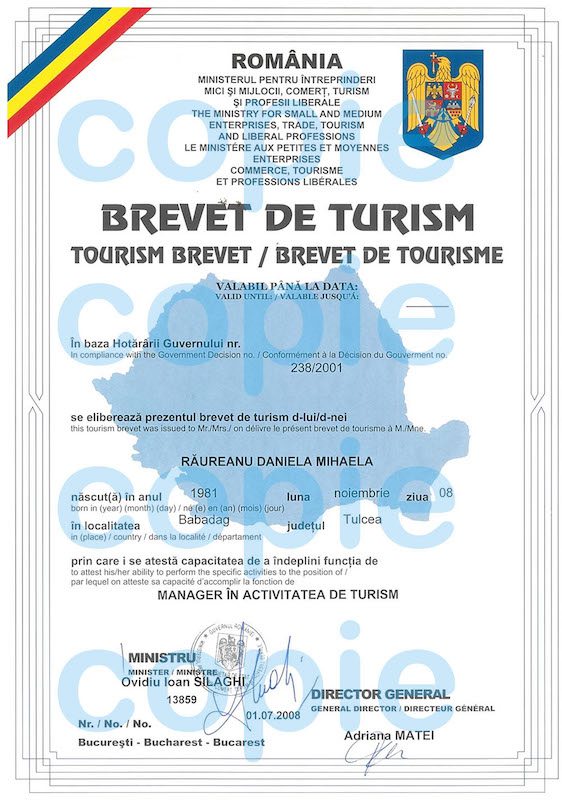 ROMÂNIA
MINISTERUL PENTRU ÎNTREPRINDERI
MICI ȘI MIJLOCII, COMERȚ, TURISM
ȘI PROFESII LIBERALE
THE MINISTRY FOR SMALL AND MEDIUM
ENTERPRISES, TRADE, TOURISM
AND LIBERAL PROFESSIONS
LE MINISTÉRE AUX PETITES ET MOYENNES
ENTERPRISES
COMMERCE, TOURISME
ET PROFESSIONS LIBÉRALES
copie
BREVET DE TURISM
TOURISM BREVET / BREVET DE TOURISME
VALABIL PÂNĂ LA DATA:
VALID UNTIL: / VALABLE JUSQU'Á:
copie
În baza Hotărârii Guvernului nr.
In compliance with the Government Decision no. / Conformément à la Décision du Gouverment no.
238/2001
se eliberează prezentul brevet de turism d-lui/d-nei
this tourism brevet was issued to Mr./Mrs./ on délivre le présent brevet de tourisme à M./Mne.
RĂUREANU DANIELA MIHAELA
născut(ă) în anul 1981 luna noiembrie ziua 08
born in (year) (month) (day) / né (e) en (an) (mois) (jour)
copie
în localitatea Babadag județul Tulcea
in (place) / country / dans la localité / départament
prin care i se atestă capacitatea de a îndeplini funcția de
to attest his/her ability to perform the specific activities to the position of /
par lequel on atteste sa capacité d'accomplir la fonction de
MANAGER ÎN ACTIVITATEA DE TURISM
copie
MINISTRU
MINISTER / MINISTRE
Ovidiu Ioan SILAGHI
13859
01.07.2008
DIRECTOR GENERAL
GENERAL DIRECTOR / DIRECTEUR GÉNÉRAL
Nr. / No. / No.
Adriana MATEI
București - Bucharest - Bucarest